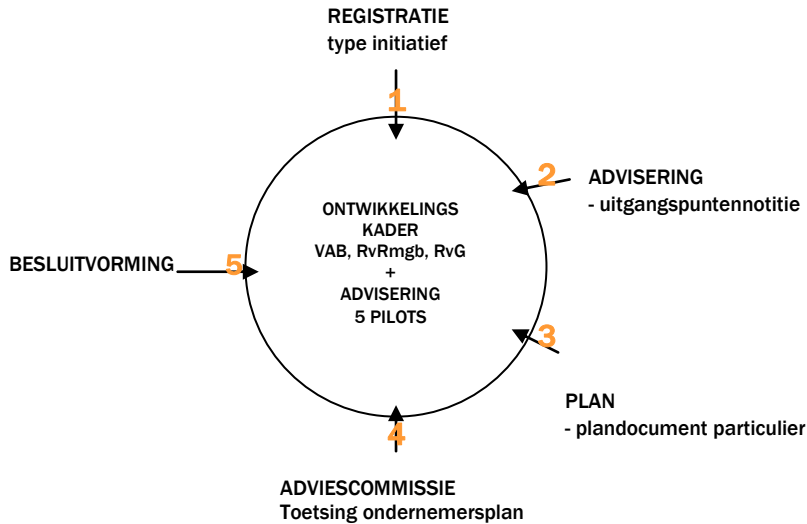 REGISTRATIE
type initiatief
1
2
ADVISERING
- uitgangspuntennotitie
ONTWIKKELINGS
KADER
VAB, RvRmgb, RvG
+
ADVISERING
5 PILOTS
BESLUITVORMING
5
3
PLAN
- plandocument particulier
4
ADVIESCOMMISSIE
Toetsing ondernemersplan